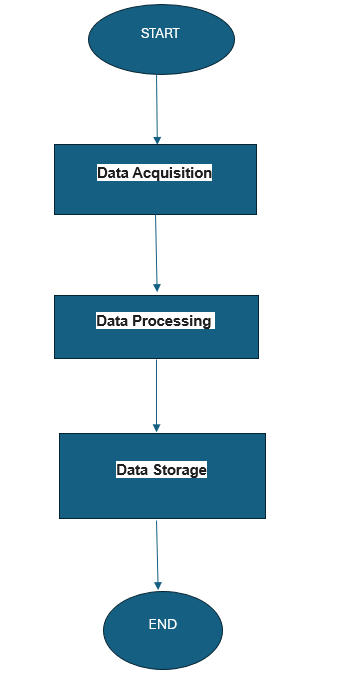 START
Data Acquisition
Data Processing
Data Storage
END